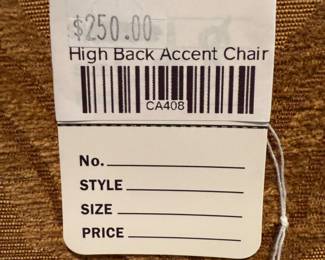 $250.00
High Back Accent Chair
CA408
No.
STYLE
SIZE
PRICE